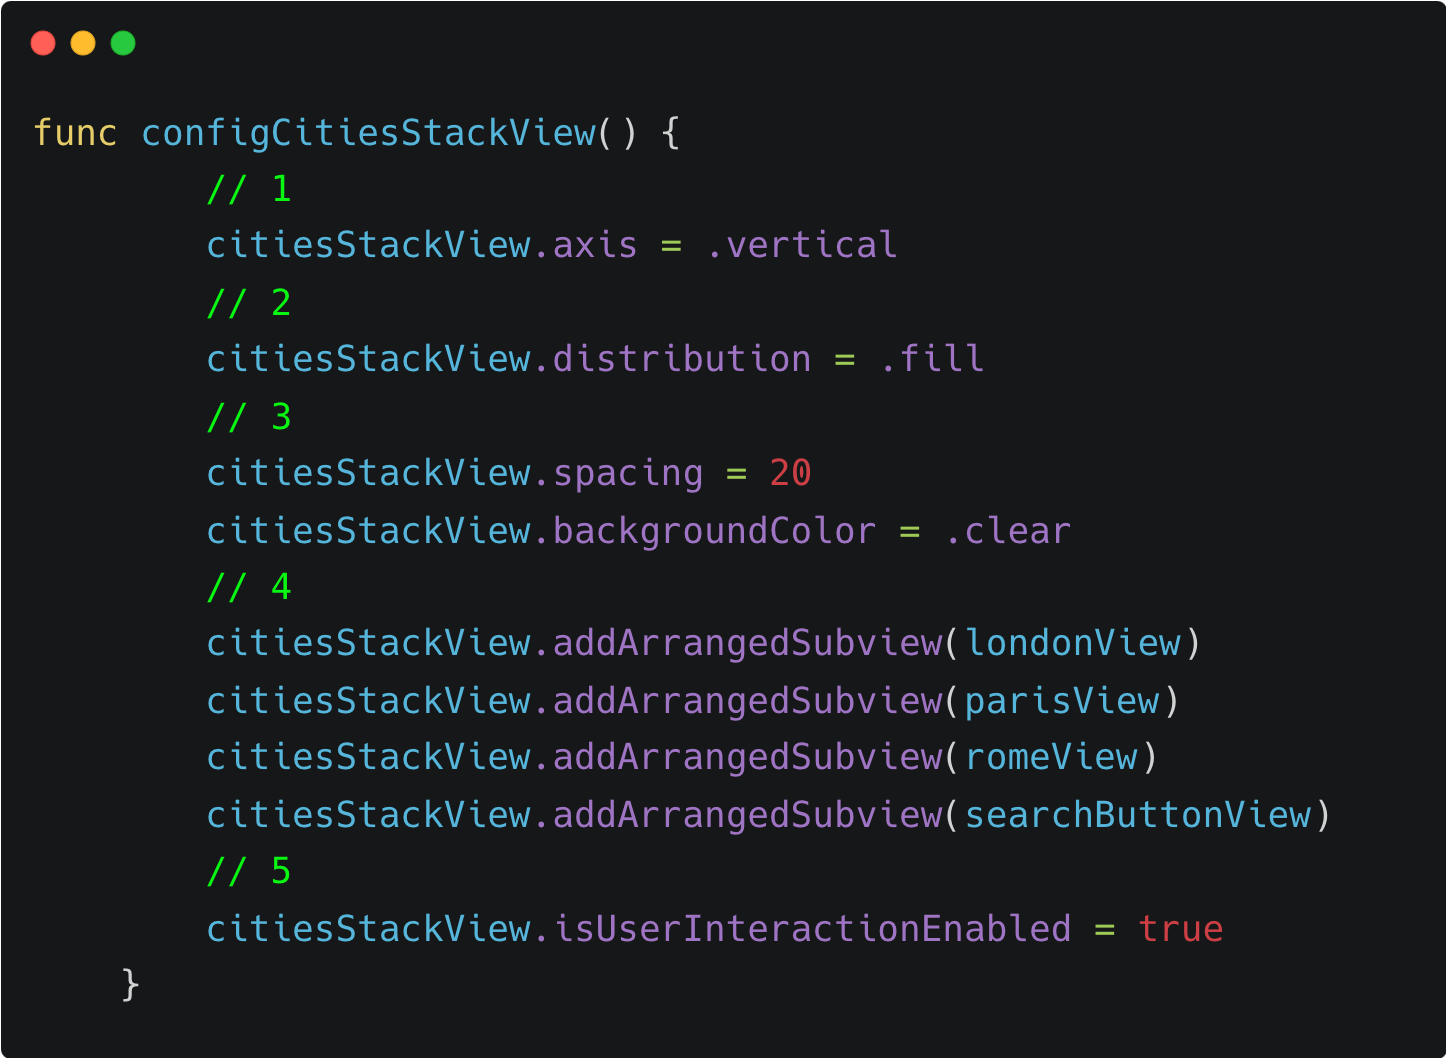 func configCitiesStackView() {
        // 1
        citiesStackView.axis = .vertical
        // 2
        citiesStackView.distribution = .fill
        // 3
        citiesStackView.spacing = 20
        citiesStackView.backgroundColor = .clear
        // 4
        citiesStackView.addArrangedSubview(londonView)
        citiesStackView.addArrangedSubview(parisView)
        citiesStackView.addArrangedSubview(romeView)
        citiesStackView.addArrangedSubview(searchButtonView)
        // 5
        citiesStackView.isUserInteractionEnabled = true
    }